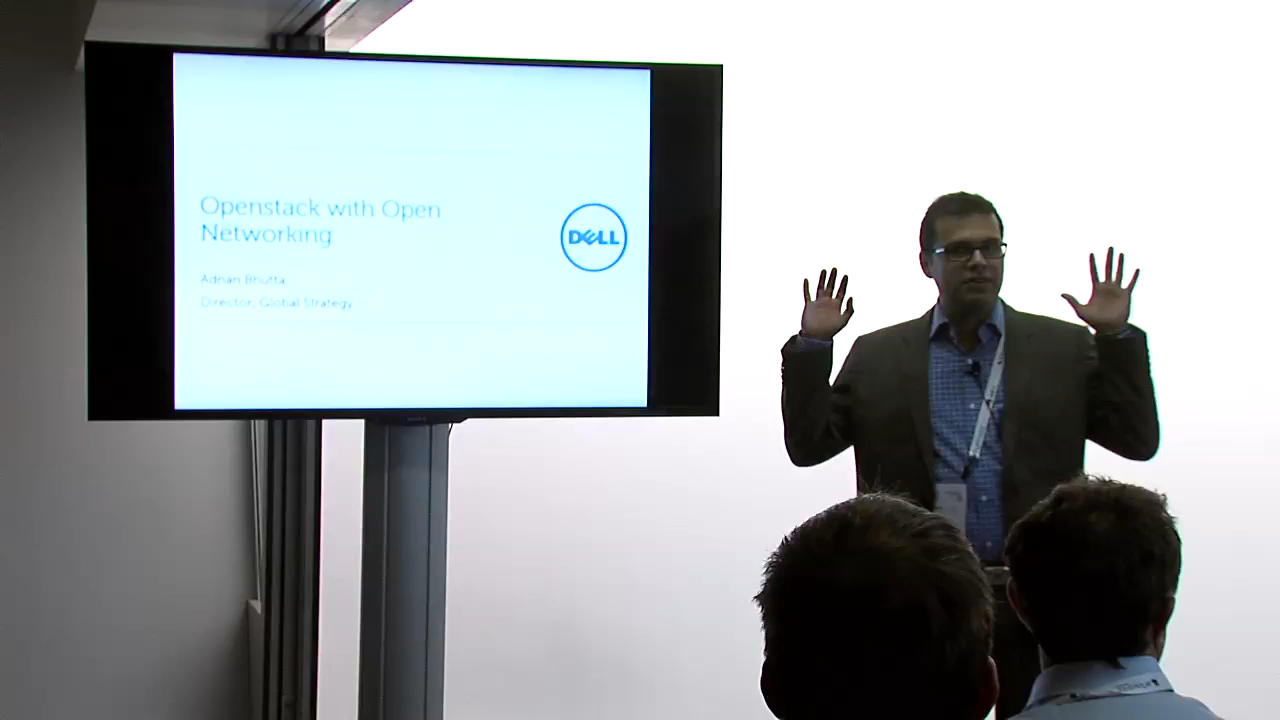 Openstack with Open
Networking
DELL
Adnan Bhutta
Director, Global Strategy